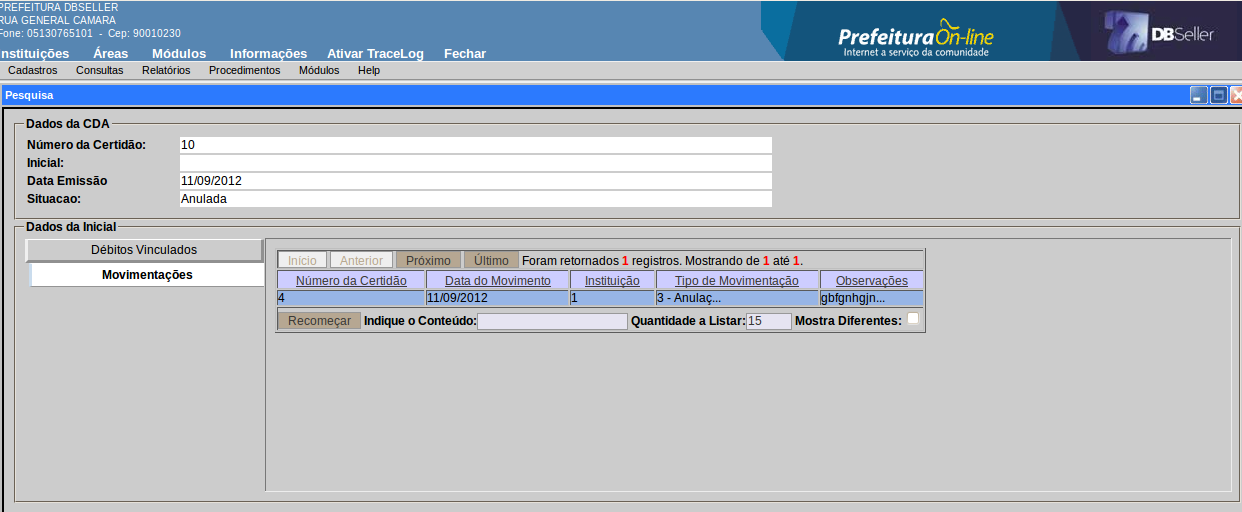 PREFEITURA DBSELLER
RUA GENERAL CAMARA
Fone: 05130765101 - Cep: 90010230
nstituições Áreas Módulos Informações Ativar TraceLog Fechar
PrefeituraOn-line
Internet a serviço da comunidade
DBSeller
Cadastros Consultas Relatórios Procedimentos Módulos Help
Pesquisa
Dados da CDA
Número da Certidão: 10
Inicial:
Data Emissão 11/09/2012
Situacao: Anulada
Dados da Inicial
Débitos Vinculados
Movimentações
Início Anterior Próximo Último Foram retornados 1 registros. Mostrando de 1 até 1.
Número da Certidão Data do Movimento Instituição Tipo de Movimentação Observações
4 11/09/2012 1 3 - Anulaç... gbfgnhgjn...
Recomeçar Indique o Conteúdo: Quantidade a Listar: 15 Mostra Diferentes: